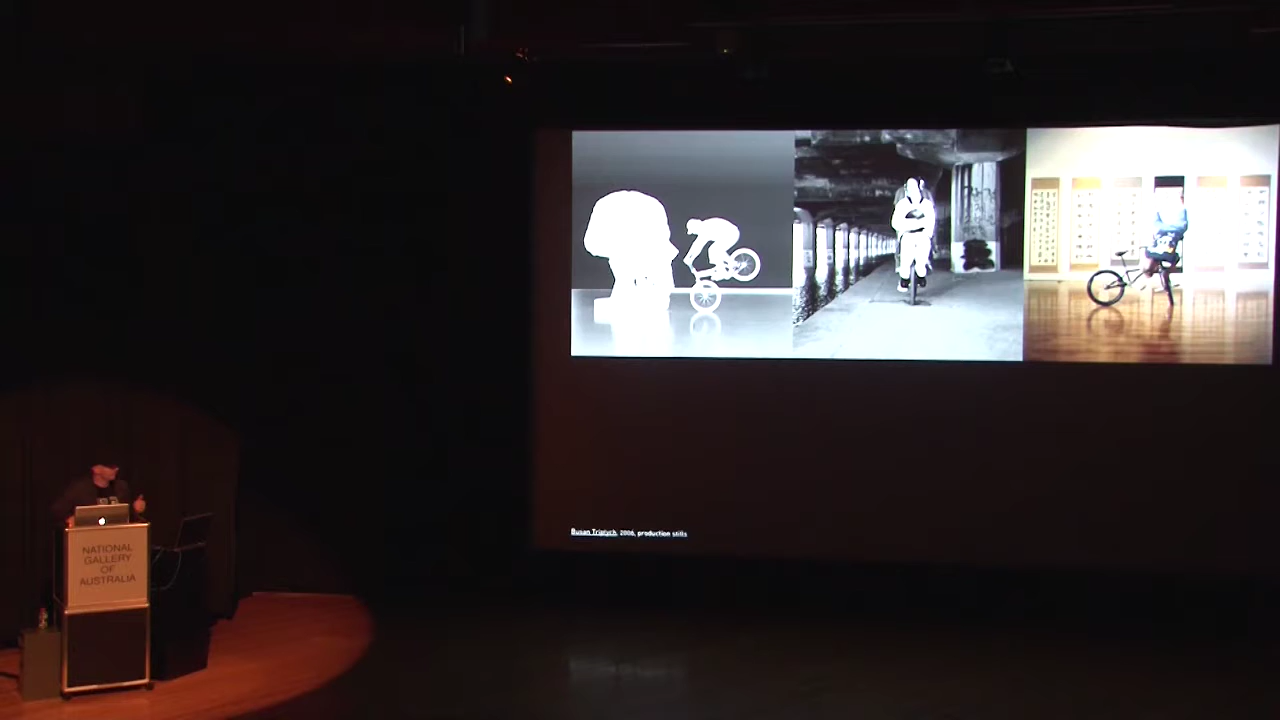 NATIONAL
GALLERY
OF
AUSTRALIA
Busan Triptych, 2006, production stills